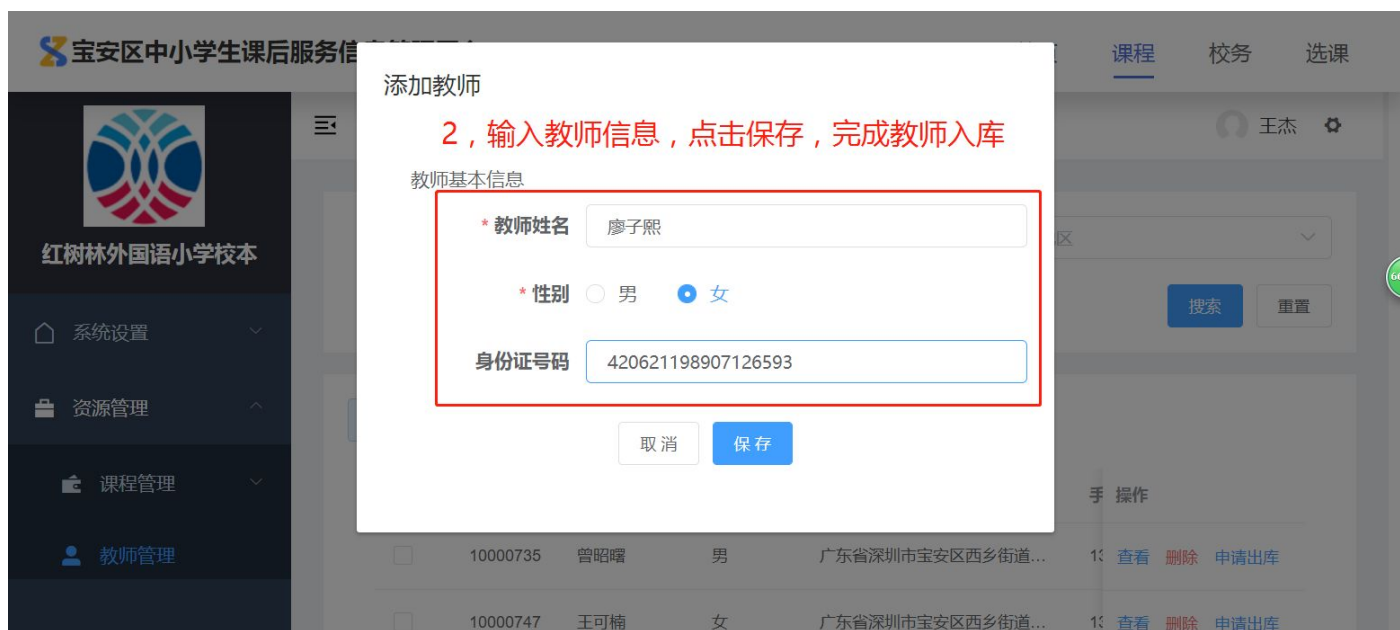 宝安区中小学生课后服务信
课程
校务
选课
添加教师
2，输入教师信息，点击保存，完成教师入库
王杰
教师基本信息
* 教师姓名 廖子熙
红树林外国语小学校本
区
* 性别 男 女
搜索 重置
系统设置
身份证号码 420621198907126593
资源管理
取消 保存
课程管理
手 操作
教师管理
10000735 曾昭曙 男 广东省深圳市宝安区西乡街道... 13 查看 删除 申请出库
10000747 王可楠 女 广东省深圳市宝安区西乡街道... 13 查看 删除 申请出库